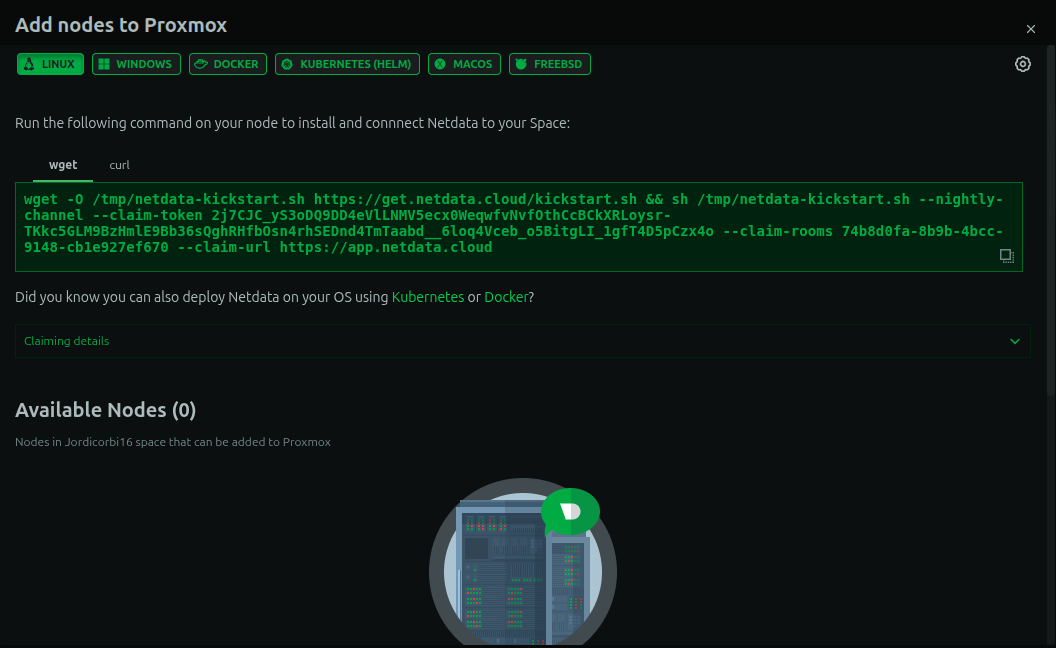 Add nodes to Proxmox
LINUX WINDOWS DOCKER KUBERNETES (HELM) MACOS FREEBSD
Run the following command on your node to install and connnect Netdata to your Space:
wget curl
wget -O /tmp/netdata-kickstart.sh https://get.netdata.cloud/kickstart.sh && sh /tmp/netdata-kickstart.sh --nightly-
channel --claim-token 2j7CJC_yS3oDQ9DD4eVlLNMV5ecx0WeqwfvNvfOthCcBCkXRLoysr-
TKkc5GLM9BzHmlE9Bb36sQghRHfbOsn4rhSEDnd4TmTaabd__6loq4Vceb_o5BitgLI_1gfT4D5pCzx4o --claim-rooms 74b8d0fa-8b9b-4bcc-
9148-cb1e927ef670 --claim-url https://app.netdata.cloud
Did you know you can also deploy Netdata on your OS using Kubernetes or Docker?
Claiming details
Available Nodes (0)
Nodes in Jordicorbi16 space that can be added to Proxmox